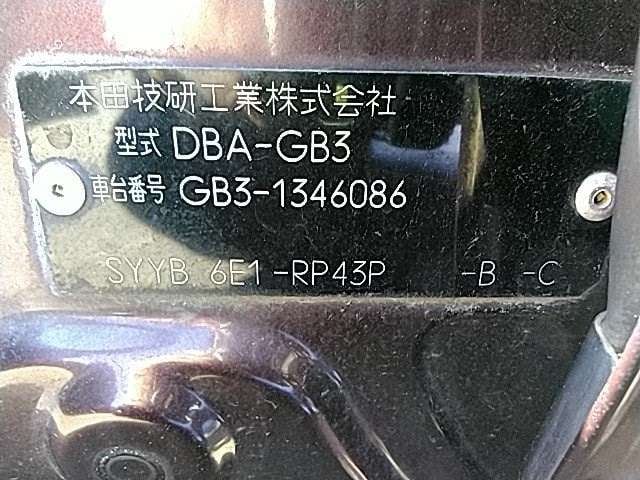 本田技研工業株式会社
型式 DBA-GB3
車台番号 GB3-1346086
SYYB 6E1-RP43P -B -C